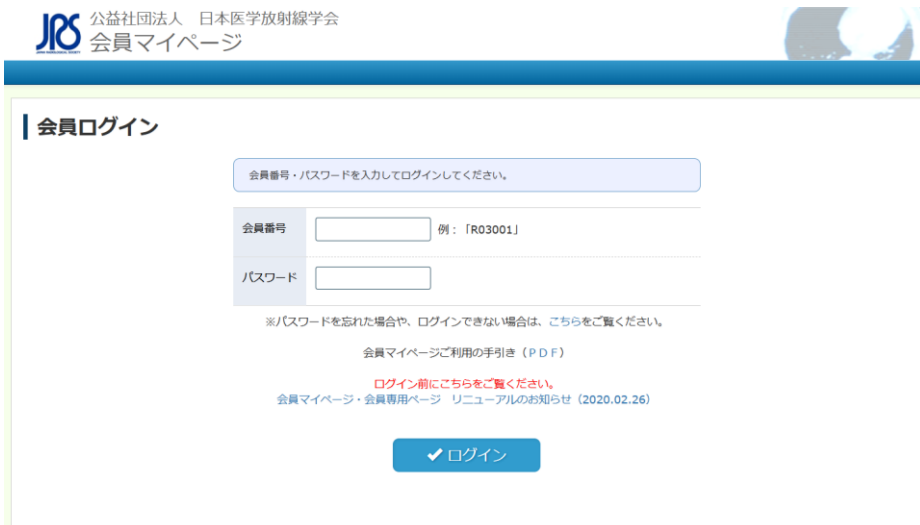 JRS
公益社団法人　日本医学放射線学会
会員マイページ
JAPAN RADIOLOGICAL SOCIETY
会員ログイン
会員番号・パスワードを入力してログインしてください。
会員番号 例：「R03001」
パスワード
※パスワードを忘れた場合や、ログインできない場合は、こちらをご覧ください。
会員マイページご利用の手引き（ＰＤＦ）
ログイン前にこちらをご覧ください。
会員マイページ・会員専用ページ　リニューアルのお知らせ（2020.02.26）
ログイン